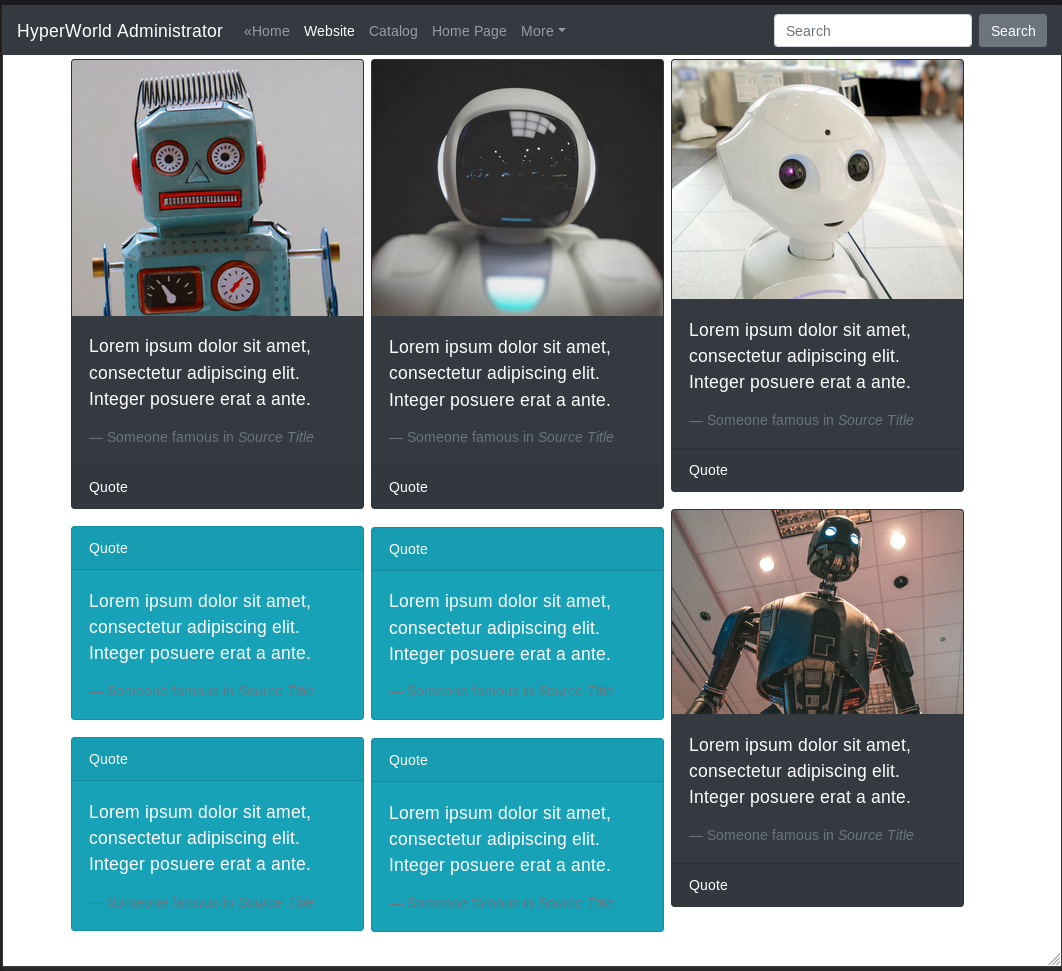 HyperWorld Administrator «Home Website Catalog Home Page More Search Search
Lorem ipsum dolor sit amet,
consectetur adipiscing elit.
Integer posuere erat a ante.
— Someone famous in Source Title
Quote
Quote
Lorem ipsum dolor sit amet,
consectetur adipiscing elit.
Integer posuere erat a ante.
— Someone famous in Source Title
Quote
Lorem ipsum dolor sit amet,
consectetur adipiscing elit.
Integer posuere erat a ante.
— Someone famous in Source Title
Lorem ipsum dolor sit amet,
consectetur adipiscing elit.
Integer posuere erat a ante.
— Someone famous in Source Title
Quote
Quote
Lorem ipsum dolor sit amet,
consectetur adipiscing elit.
Integer posuere erat a ante.
— Someone famous in Source Title
Quote
Lorem ipsum dolor sit amet,
consectetur adipiscing elit.
Integer posuere erat a ante.
— Someone famous in Source Title
Lorem ipsum dolor sit amet,
consectetur adipiscing elit.
Integer posuere erat a ante.
— Someone famous in Source Title
Quote
Lorem ipsum dolor sit amet,
consectetur adipiscing elit.
Integer posuere erat a ante.
— Someone famous in Source Title
Quote